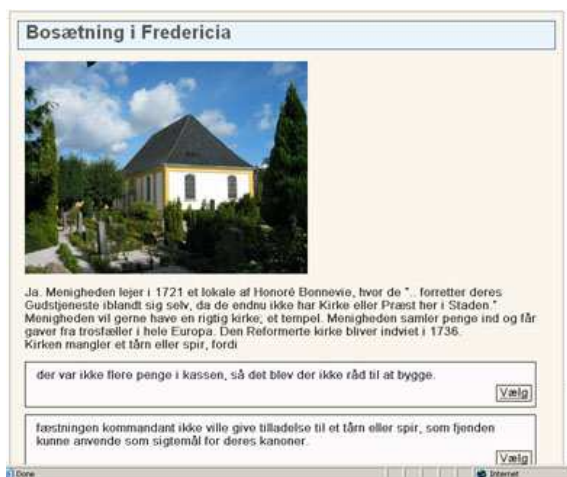 Bosætning i Fredericia
Ja. Menigheden lejer i 1721 et lokale af Honoré Bonnevie, hvor de ".. forretter deres
Gudstjeneste iblandt sig selv, da de endnu ikke har Kirke eller Præst her i Staden."
Menigheden vil gerne have en rigtig kirke; et tempel. Menigheden samler penge ind og får
gaver fra trosfæller i hele Europa. Den Reformerte kirke bliver indviet i 1736.
Kirken mangler et tårn eller spir, fordi
der var ikke flere penge i kassen, så det blev der ikke råd til at bygge.
Vælg
fæstningen kommandant ikke ville give tilladelse til et tårn eller spir, som fjenden
kunne anvende som sigtemål for deres kanoner.
Vælg
Done Internet